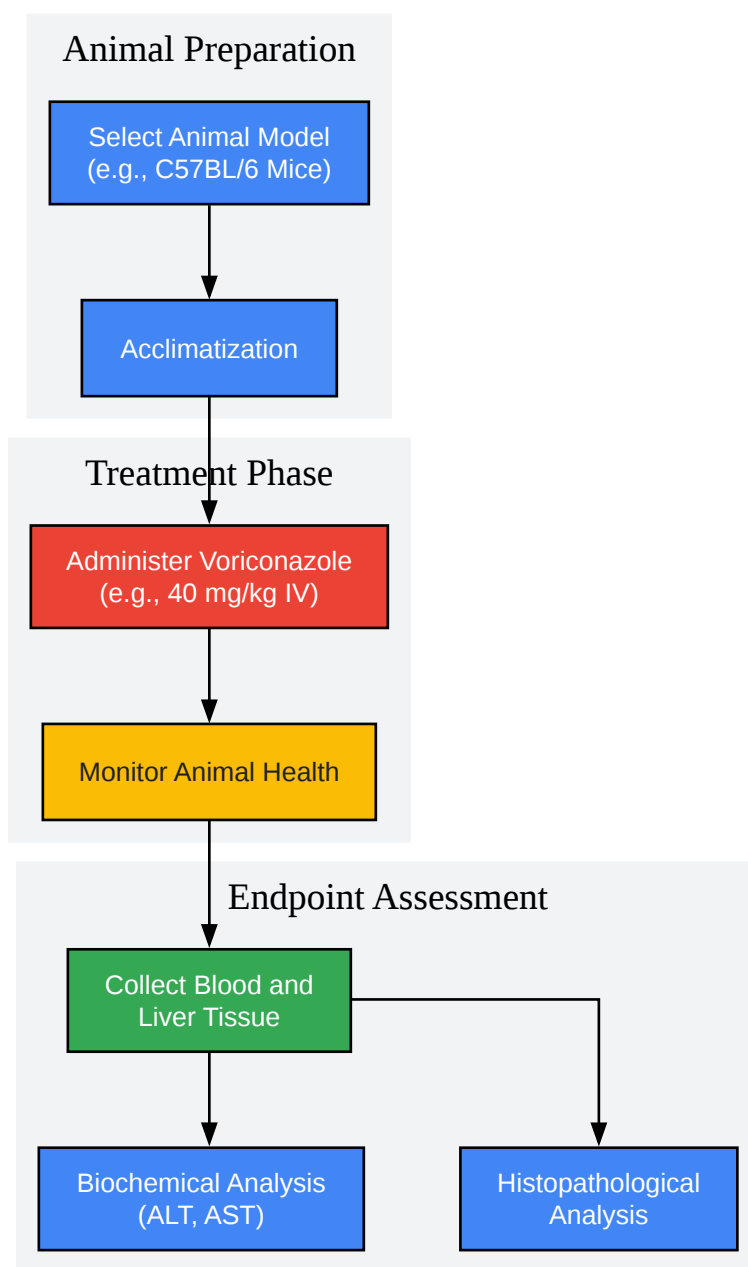 Animal Preparation
Select Animal Model
(e.g., C57BL/6 Mice)
Acclimatization
Treatment Phase
Administer Voriconazole
(e.g., 40 mg/kg IV)
Monitor Animal Health
Endpoint Assessment
Collect Blood and
Liver Tissue
Biochemical Analysis
(ALT, AST)
Histopathological
Analysis